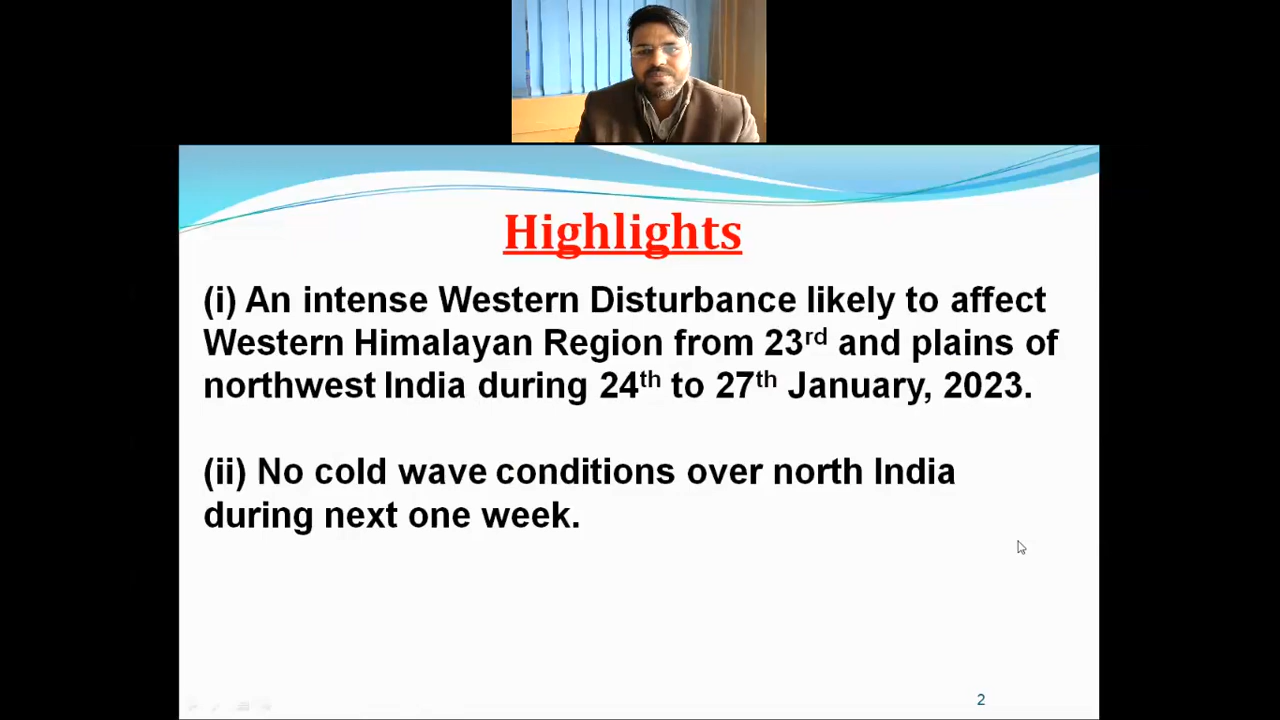 Highlights
(i) An intense Western Disturbance likely to affect
Western Himalayan Region from 23rd and plains of
northwest India during 24th to 27th January, 2023.
(ii) No cold wave conditions over north India
during next one week.
2